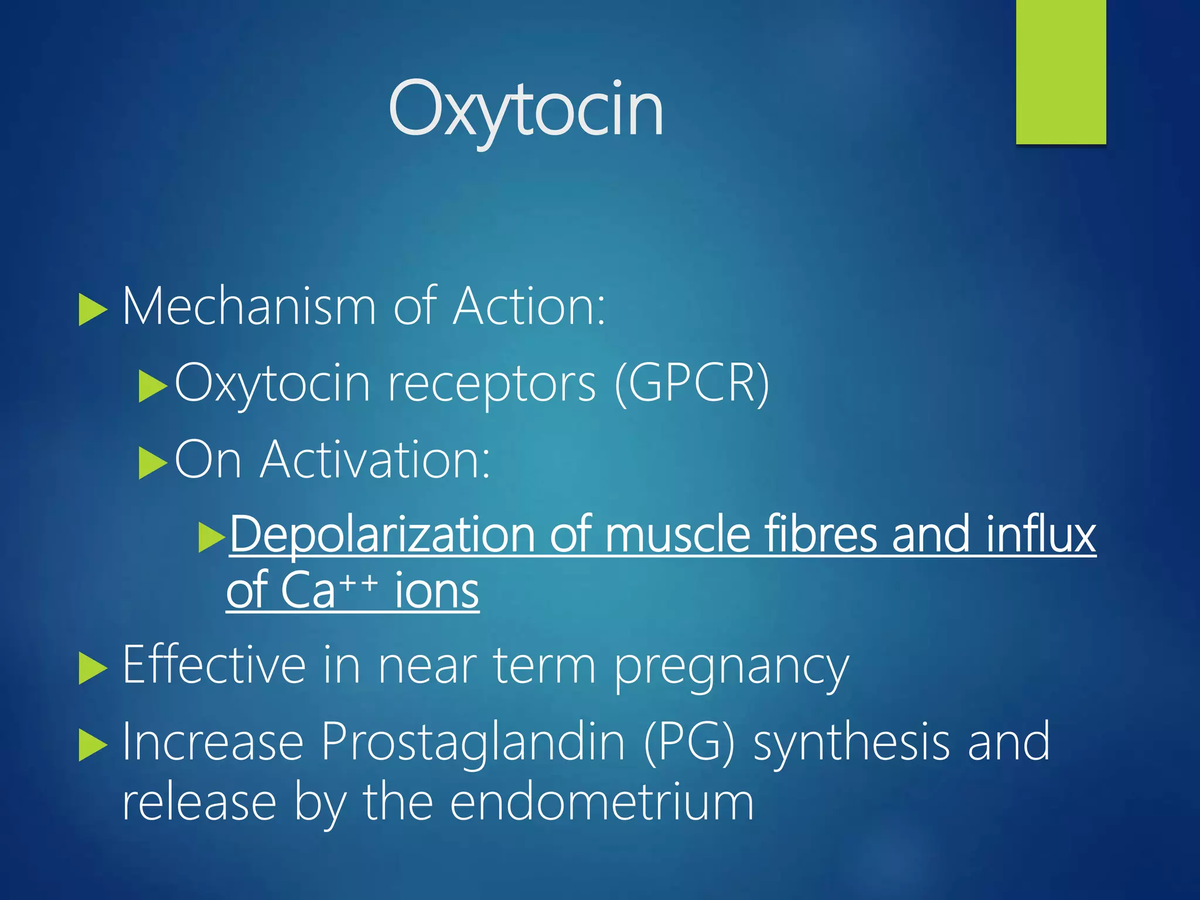 Oxytocin
Mechanism of Action:
Oxytocin receptors (GPCR)
On Activation:
Depolarization of muscle fibres and influx
of Ca⁺⁺ ions
Effective in near term pregnancy
Increase Prostaglandin (PG) synthesis and
release by the endometrium